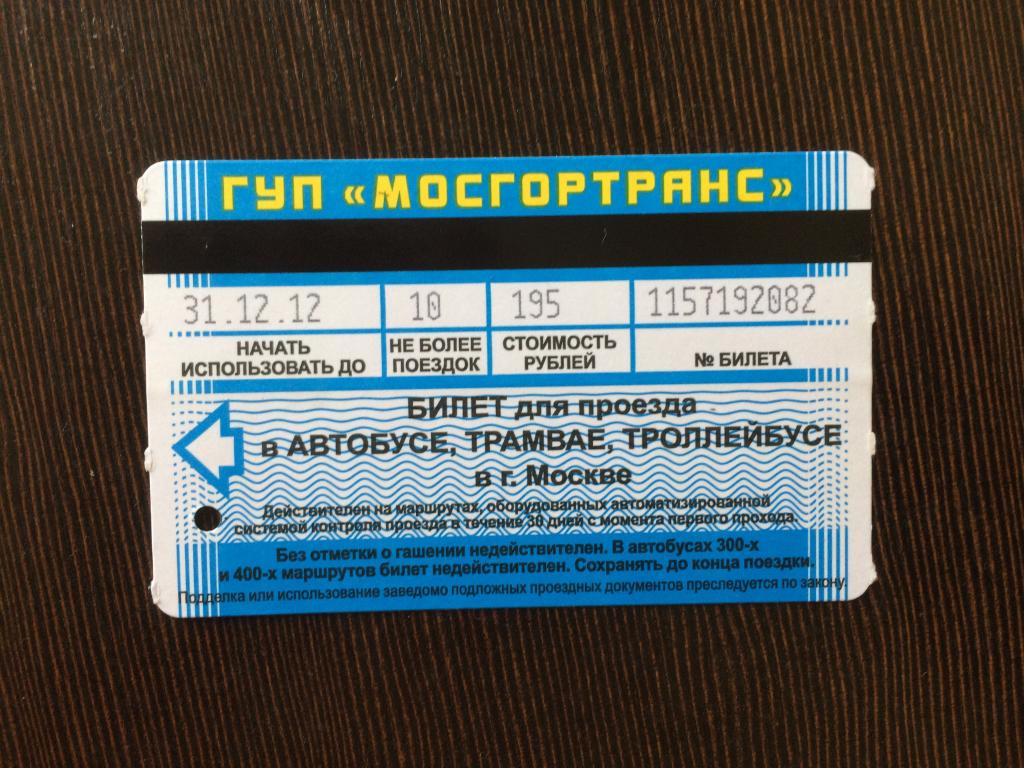 ГУП «МОСГОРТРАНС»
31.12.12 10 195 1157192082
НАЧАТЬ ИСПОЛЬЗОВАТЬ ДО
НЕ БОЛЕЕ ПОЕЗДОК
СТОИМОСТЬ РУБЛЕЙ
№ БИЛЕТА
БИЛЕТ для проезда
в АВТОБУСЕ, ТРАМВАЕ, ТРОЛЛЕЙБУСЕ
в г. Москве
Действителен на маршрутах, оборудованных автоматизированной
системой контроля проезда в течение 30 дней с момента первого прохода.
Без отметки о гашении недействителен. В автобусах 300-х
и 400-х маршрутов билет недействителен. Сохранять до конца поездки.
Подделка или использование заведомо подложных проездных документов преследуется по закону.